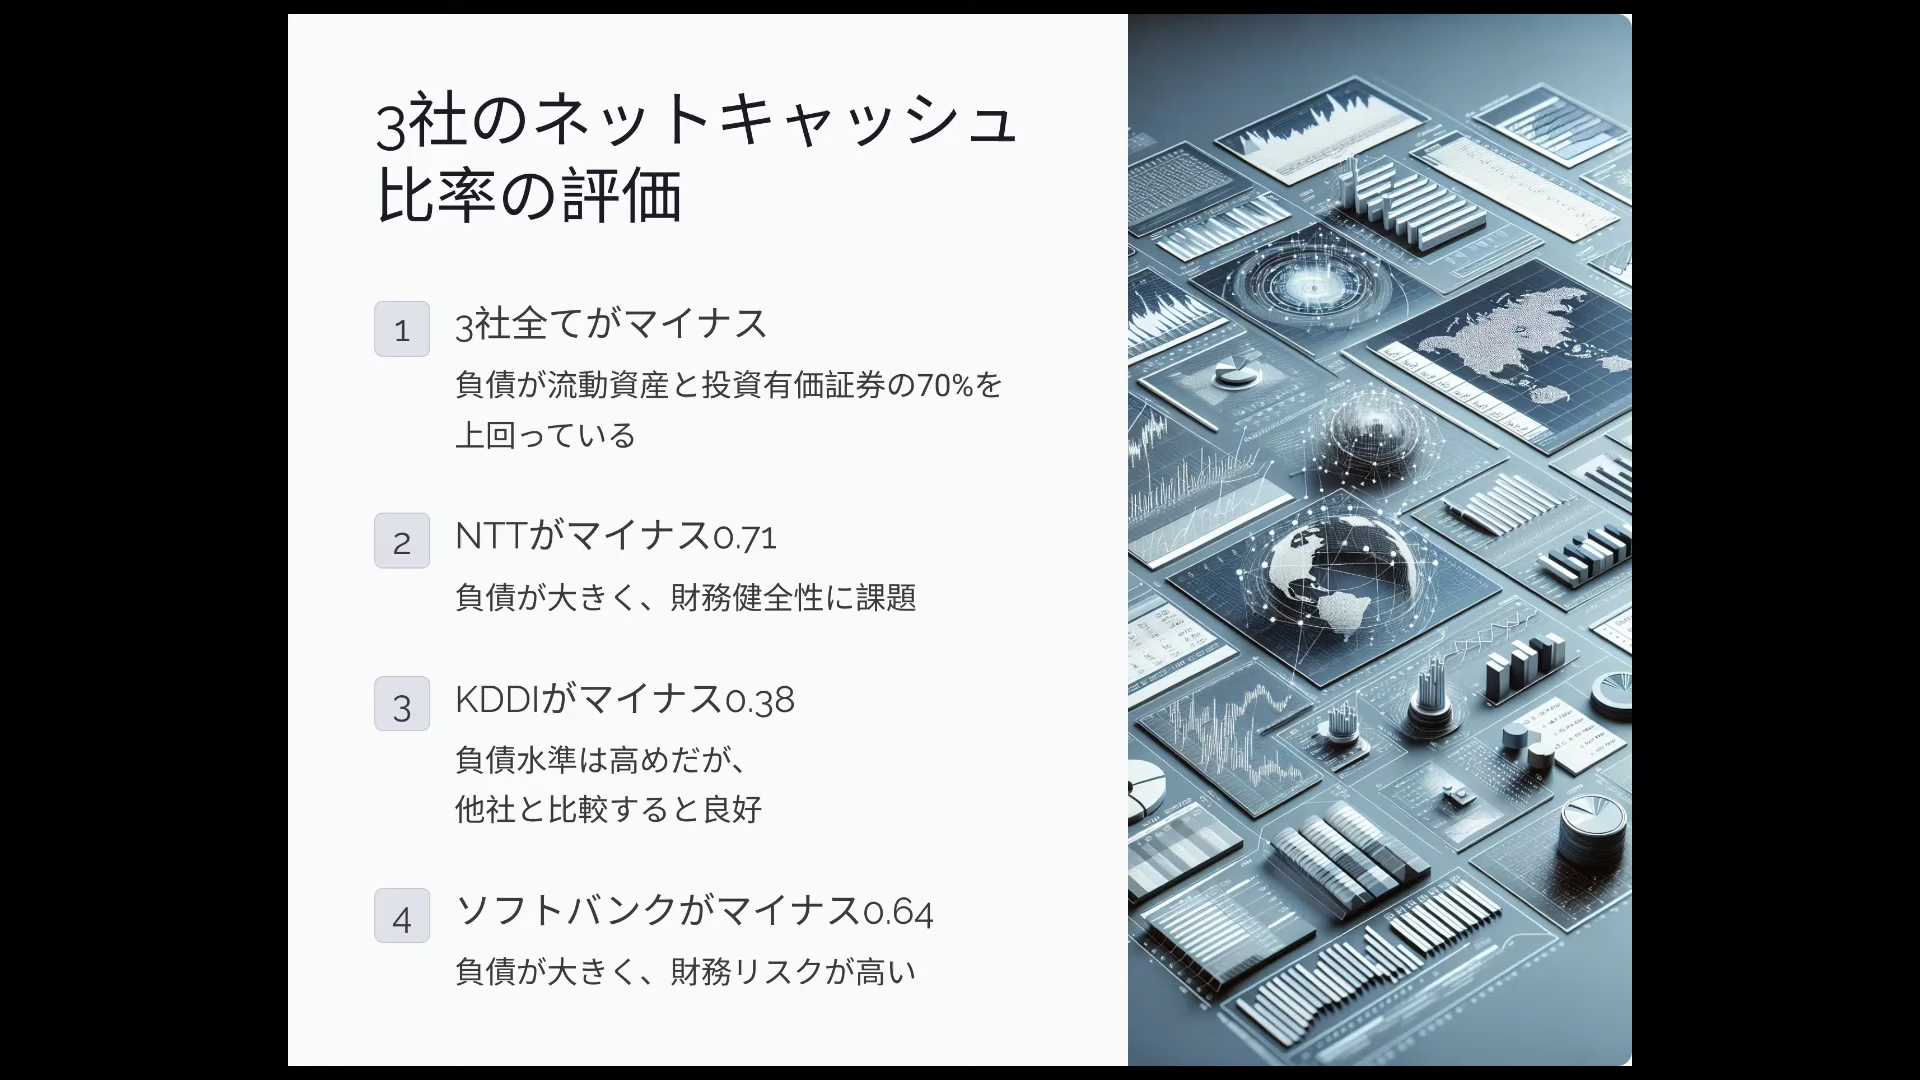 3社のネットキャッシュ
比率の評価
1
3社全てがマイナス
負債が流動資産と投資有価証券の70%を
上回っている
2
NTTがマイナス0.71
負債が大きく、財務健全性に課題
3
KDDIがマイナス0.38
負債水準は高めだが、
他社と比較すると良好
4
ソフトバンクがマイナス0.64
負債が大きく、財務リスクが高い